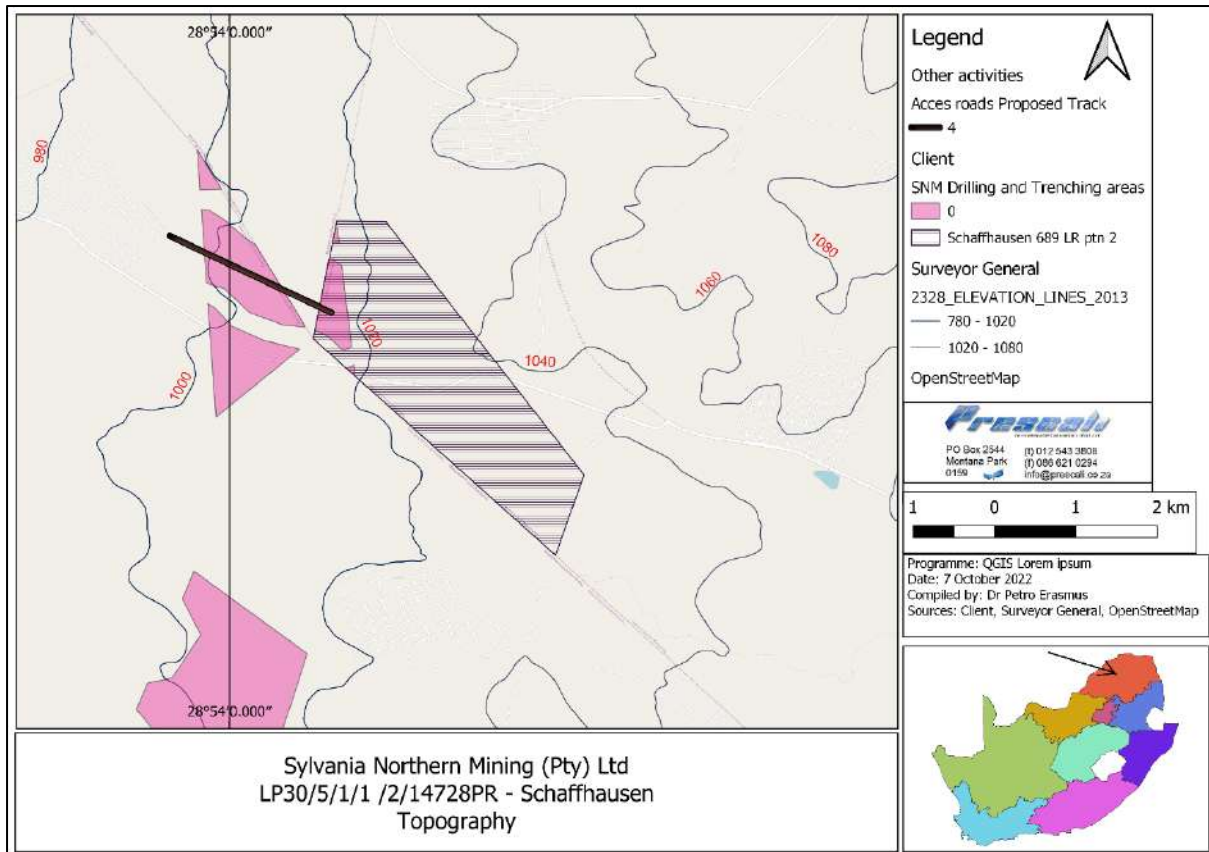 28°54'0.000"
980
1080
1060
1020
1040
1000
28°54'0.000"
Legend
Other activities
Acces roads Proposed Track
4
Client
SNM Drilling and Trenching areas
0
Schaffhausen 689 LR ptn 2
Surveyor General
2328_ELEVATION_LINES_2013
780 - 1020
1020 - 1080
OpenStreetMap
Prescali
PO Box 2544 (t) 012 543 3808
Montana Park (f) 086 621 0294
0159 info@prescali.co.za
1 0 1 2 km
Programme: QGIS Lorem ipsum
Date: 7 October 2022
Compiled by: Dr Petro Erasmus
Sources: Client, Surveyor General, OpenStreetMap
Sylvania Northern Mining (Pty) Ltd
LP30/5/1/1 /2/14728PR - Schaffhausen
Topography